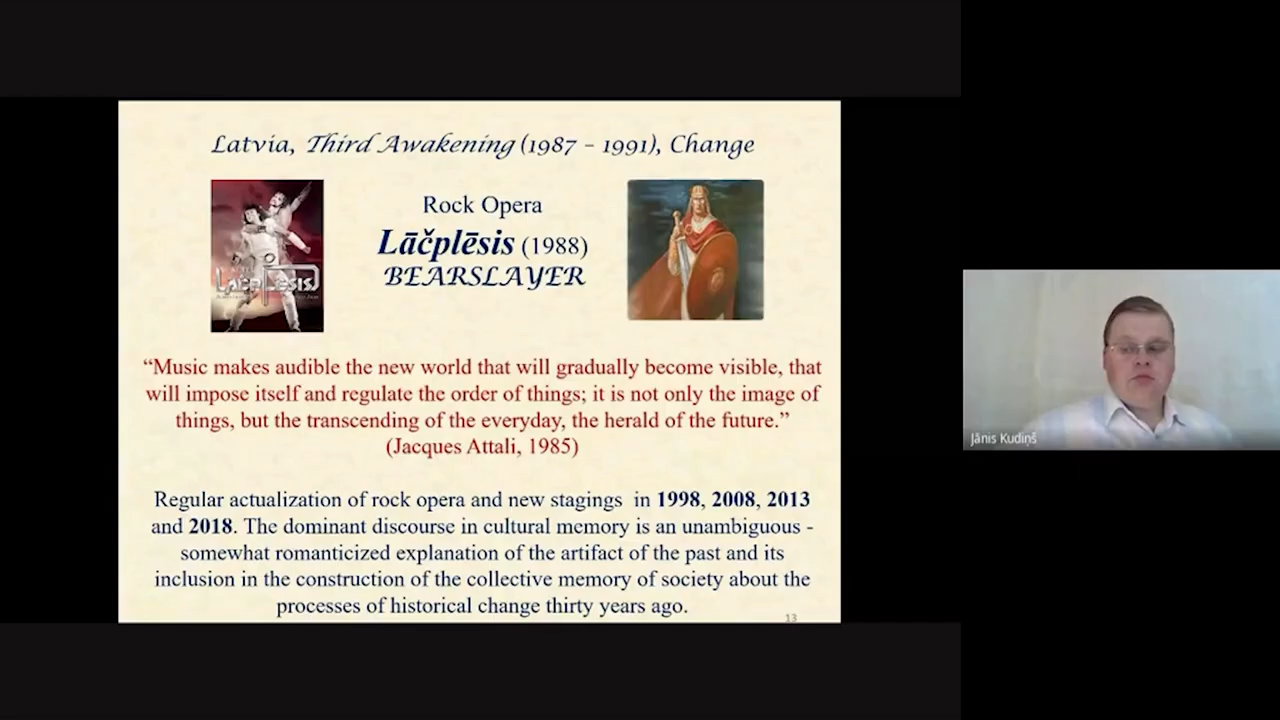 Latvia, Third Awakening (1987 – 1991), Change
Rock Opera
Lāčplēsis (1988)
BEARSLAYER
LāčPlēsis
“Music makes audible the new world that will gradually become visible, that
will impose itself and regulate the order of things; it is not only the image of
things, but the transcending of the everyday, the herald of the future.”
(Jacques Attali, 1985)
Regular actualization of rock opera and new stagings in 1998, 2008, 2013
and 2018. The dominant discourse in cultural memory is an unambiguous -
somewhat romanticized explanation of the artifact of the past and its
inclusion in the construction of the collective memory of society about the
processes of historical change thirty years ago.
13
Jānis Kudiņš